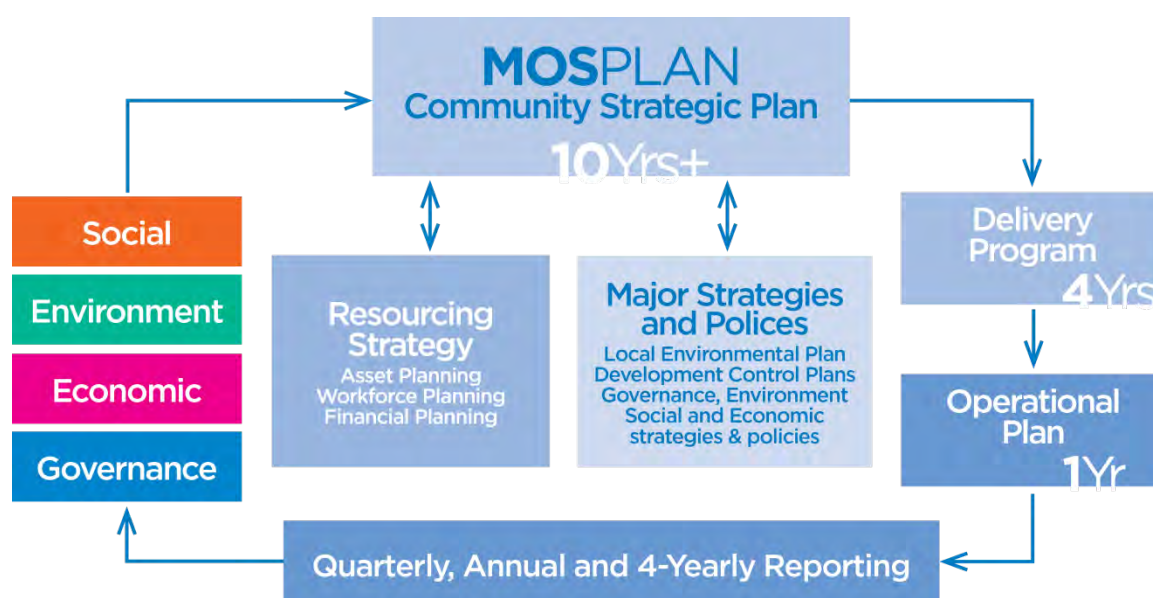 MOSPLAN
Community Strategic Plan
10Yrs+
Social
Environment
Economic
Governance
Resourcing
Strategy
Asset Planning
Workforce Planning
Financial Planning
Major Strategies
and Polices
Local Environmental Plan
Development Control Plans
Governance, Environment
Social and Economic
strategies & policies
Delivery
Program
4Yrs
Operational
Plan
1Yr
Quarterly, Annual and 4-Yearly Reporting